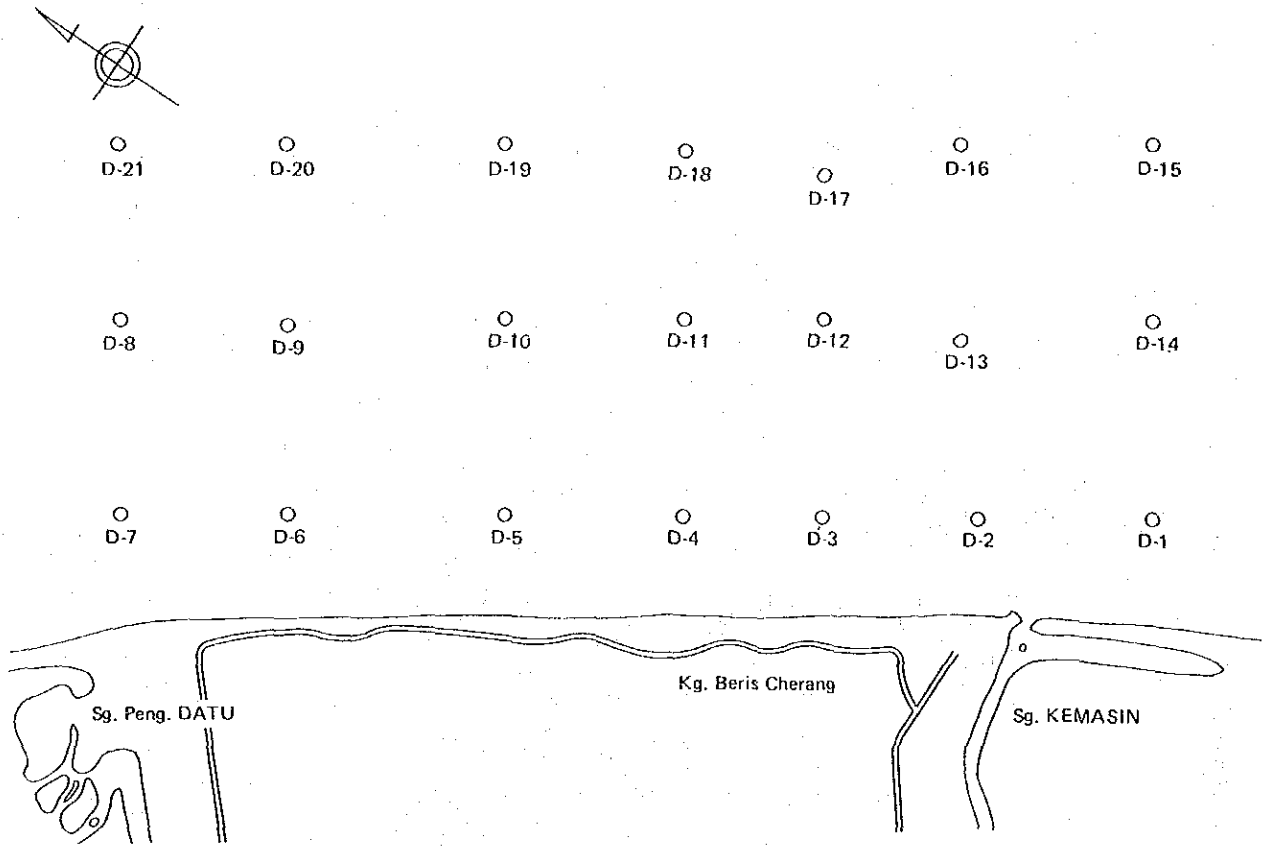 D-21
D-20
D-19
D-18
D-17
D-16
D-15
D-8
D-9
D-10
D-11
D-12
D-13
D-14
D-7
D-6
D-5
D-4
D-3
D-2
D-1
Kg. Beris Cherang
Sg. Peng. DATU
Sg. KEMASIN